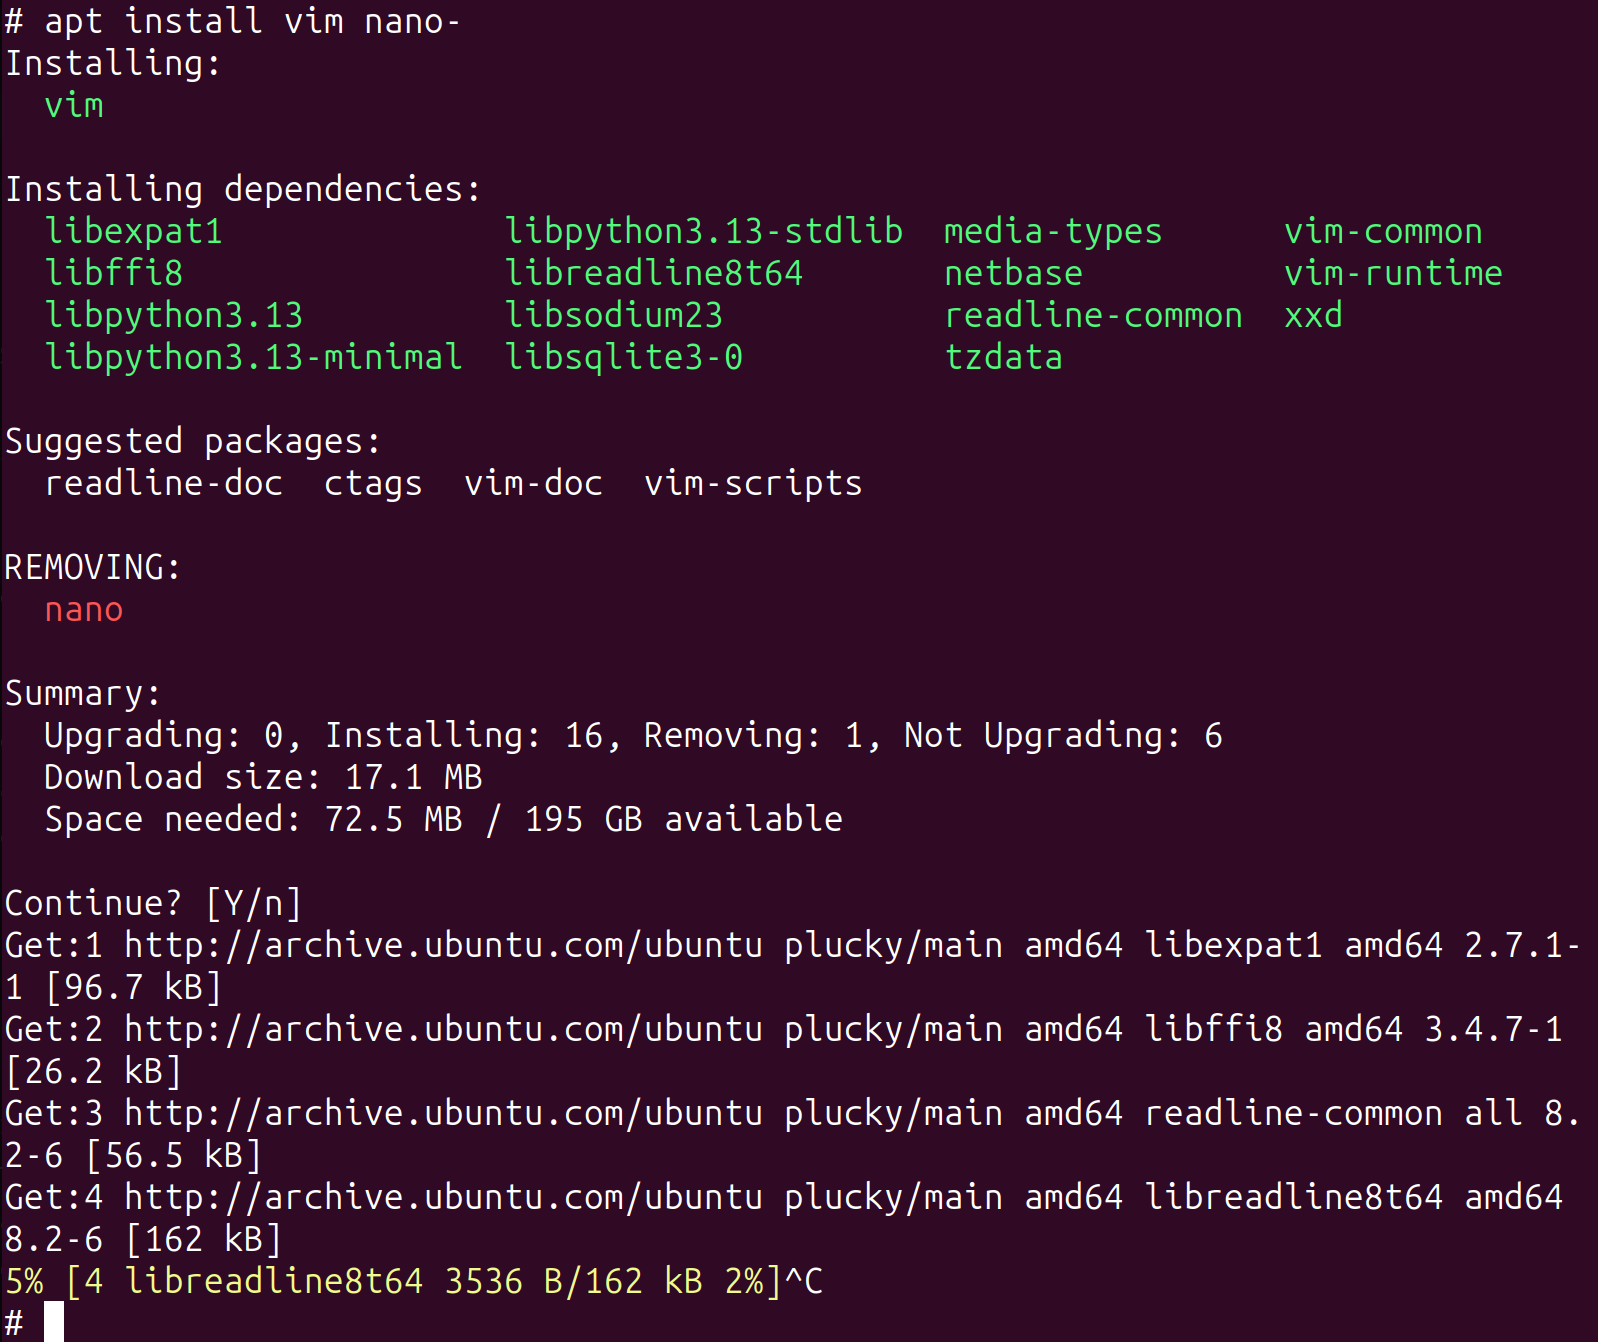 # apt install vim nano-
Installing:
  vim

Installing dependencies:
  libexpat1              libpython3.13-stdlib  media-types      vim-common
  libffi8                libreadline8t64       netbase          vim-runtime
  libpython3.13          libsodium23           readline-common  xxd
  libpython3.13-minimal  libsqlite3-0          tzdata

Suggested packages:
  readline-doc  ctags  vim-doc  vim-scripts

REMOVING:
  nano

Summary:
  Upgrading: 0, Installing: 16, Removing: 1, Not Upgrading: 6
  Download size: 17.1 MB
  Space needed: 72.5 MB / 195 GB available

Continue? [Y/n]
Get:1 http://archive.ubuntu.com/ubuntu plucky/main amd64 libexpat1 amd64 2.7.1-
1 [96.7 kB]
Get:2 http://archive.ubuntu.com/ubuntu plucky/main amd64 libffi8 amd64 3.4.7-1
[26.2 kB]
Get:3 http://archive.ubuntu.com/ubuntu plucky/main amd64 readline-common all 8.
2-6 [56.5 kB]
Get:4 http://archive.ubuntu.com/ubuntu plucky/main amd64 libreadline8t64 amd64
8.2-6 [162 kB]
5% [4 libreadline8t64 3536 B/162 kB 2%]^C
#